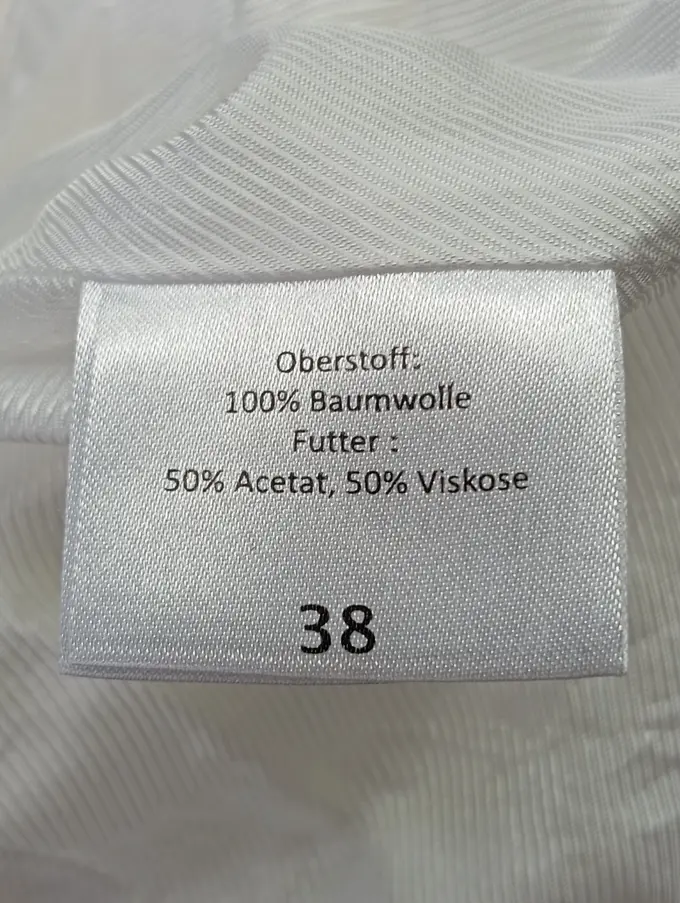 Oberstoff:
100% Baumwolle
Futter :
50% Acetat, 50% Viskose
38